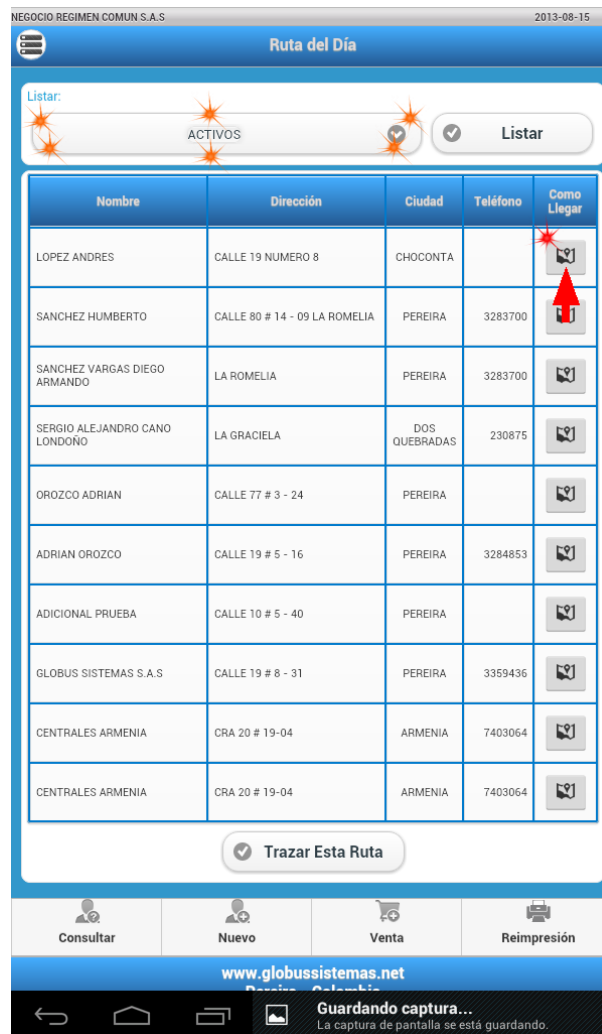 NEGOCIO REGIMEN COMUN S.A.S 2013-08-15
Ruta del Día
Listar:
ACTIVOS Listar
Nombre Dirección Ciudad Teléfono Como
Llegar
LOPEZ ANDRES CALLE 19 NUMERO 8 CHOCONTA
SANCHEZ HUMBERTO CALLE 80 # 14 - 09 LA ROMELIA PEREIRA 3283700
SANCHEZ VARGAS DIEGO
ARMANDO LA ROMELIA PEREIRA 3283700
SERGIO ALEJANDRO CANO
LONDOÑO LA GRACIELA DOS
QUEBRADAS 230875
OROZCO ADRIAN CALLE 77 # 3 - 24 PEREIRA
ADRIAN OROZCO CALLE 19 # 5 - 16 PEREIRA 3284853
ADICIONAL PRUEBA CALLE 10 # 5 - 40 PEREIRA
GLOBUS SISTEMAS S.A.S CALLE 19 # 8 - 31 PEREIRA 3359436
CENTRALES ARMENIA CRA 20 # 19-04 ARMENIA 7403064
CENTRALES ARMENIA CRA 20 # 19-04 ARMENIA 7403064
Trazar Esta Ruta
Consultar Nuevo Venta Reimpresión
www.globussistemas.net
Pereira - Colombia
Guardando captura...
La captura de pantalla se está guardando.